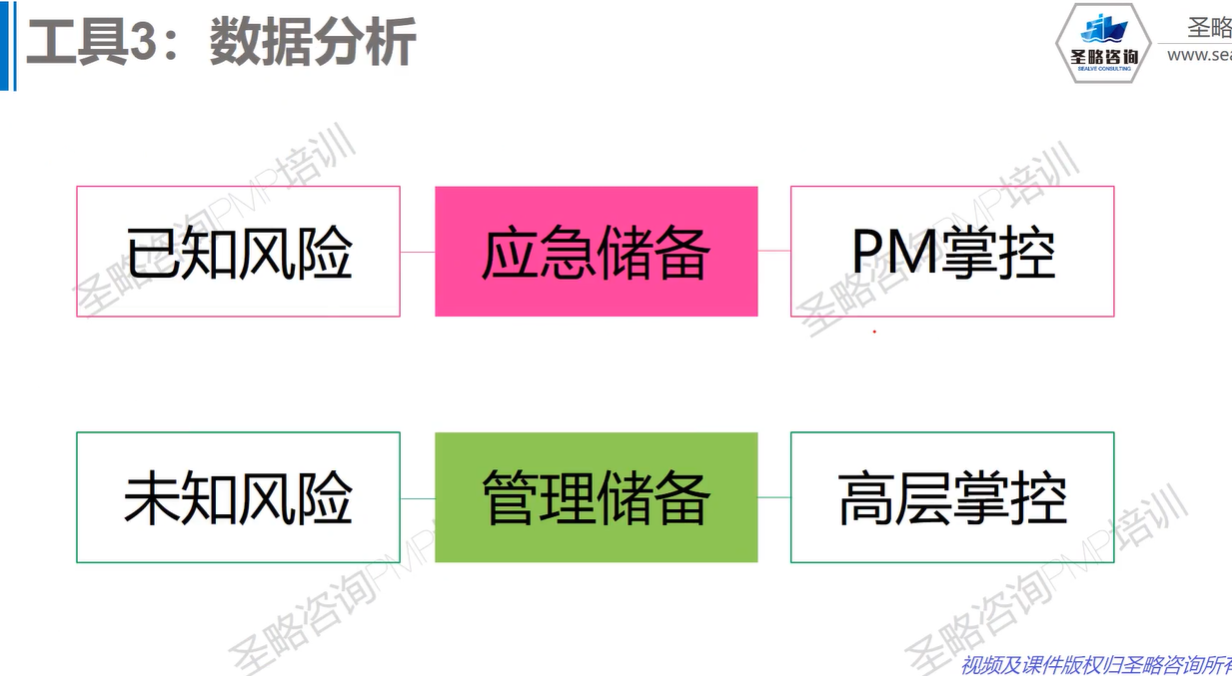 工具3：数据分析
圣略咨询
SEALVE CONSULTING
圣略
www.sea
已知风险
应急储备
PM掌控
未知风险
管理储备
高层掌控
圣略咨询PMP培训
圣略咨询PMP培训
圣略咨询PMP
圣略咨询PMP培训
视频及课件版权归圣略咨询所有